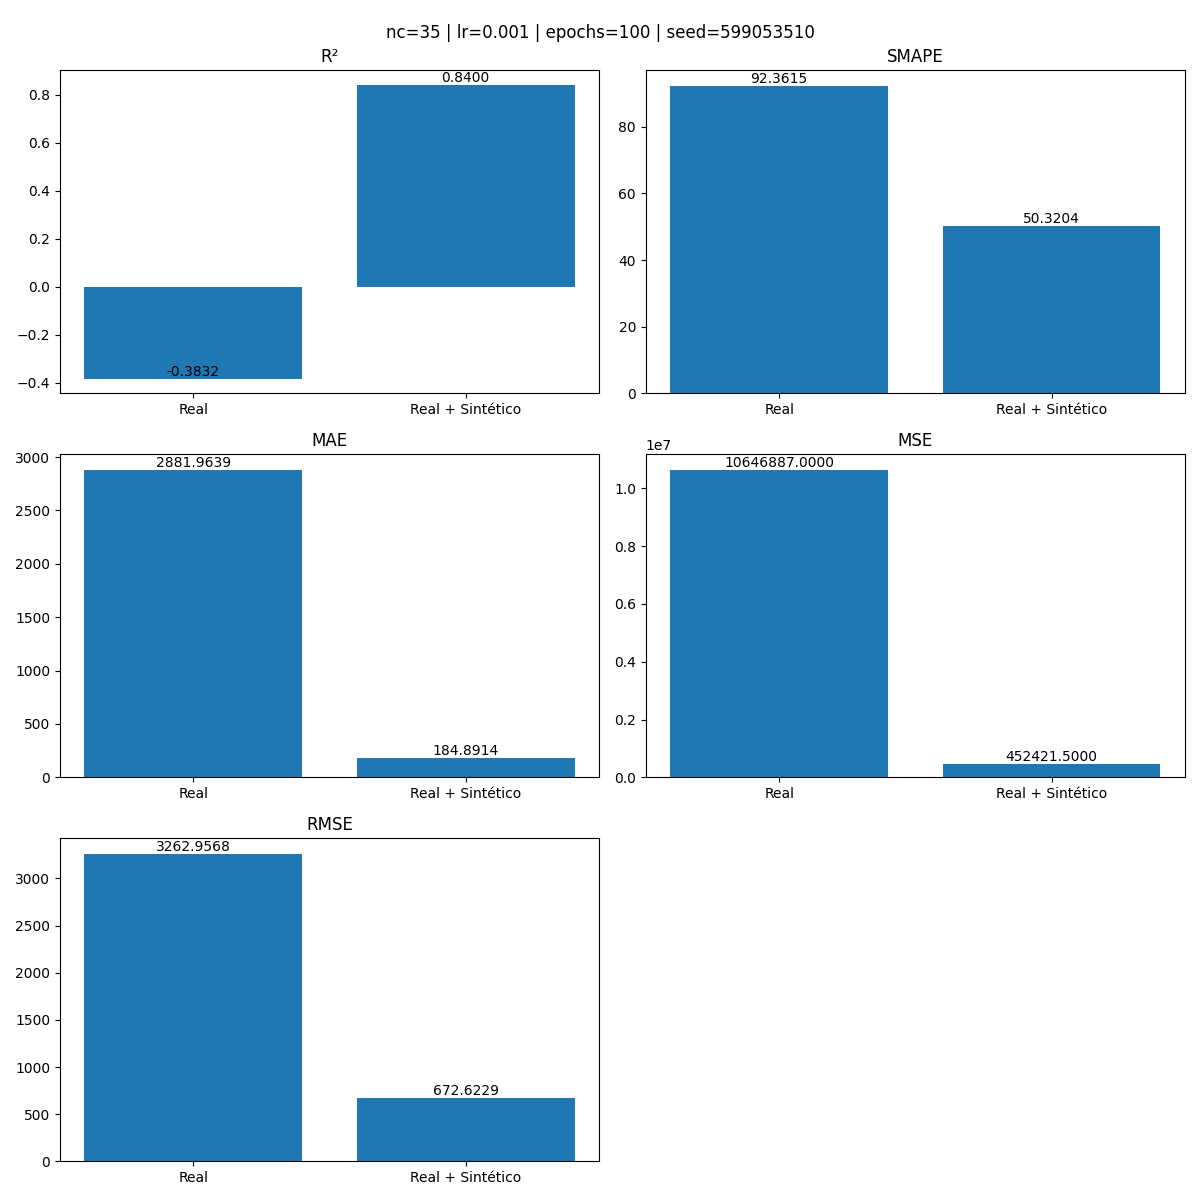 nc=35 | lr=0.001 | epochs=100 | seed=599053510
R²
0.8400
-0.3832
0.8
0.6
0.4
0.2
0.0
−0.2
−0.4
Real
Real + Sintético
SMAPE
92.3615
50.3204
80
60
40
20
0
Real
Real + Sintético
MAE
2881.9639
184.8914
3000
2500
2000
1500
1000
500
0
Real
Real + Sintético
MSE
1e7
10646887.0000
452421.5000
1.0
0.8
0.6
0.4
0.2
0.0
Real
Real + Sintético
RMSE
3262.9568
672.6229
3000
2500
2000
1500
1000
500
0
Real
Real + Sintético